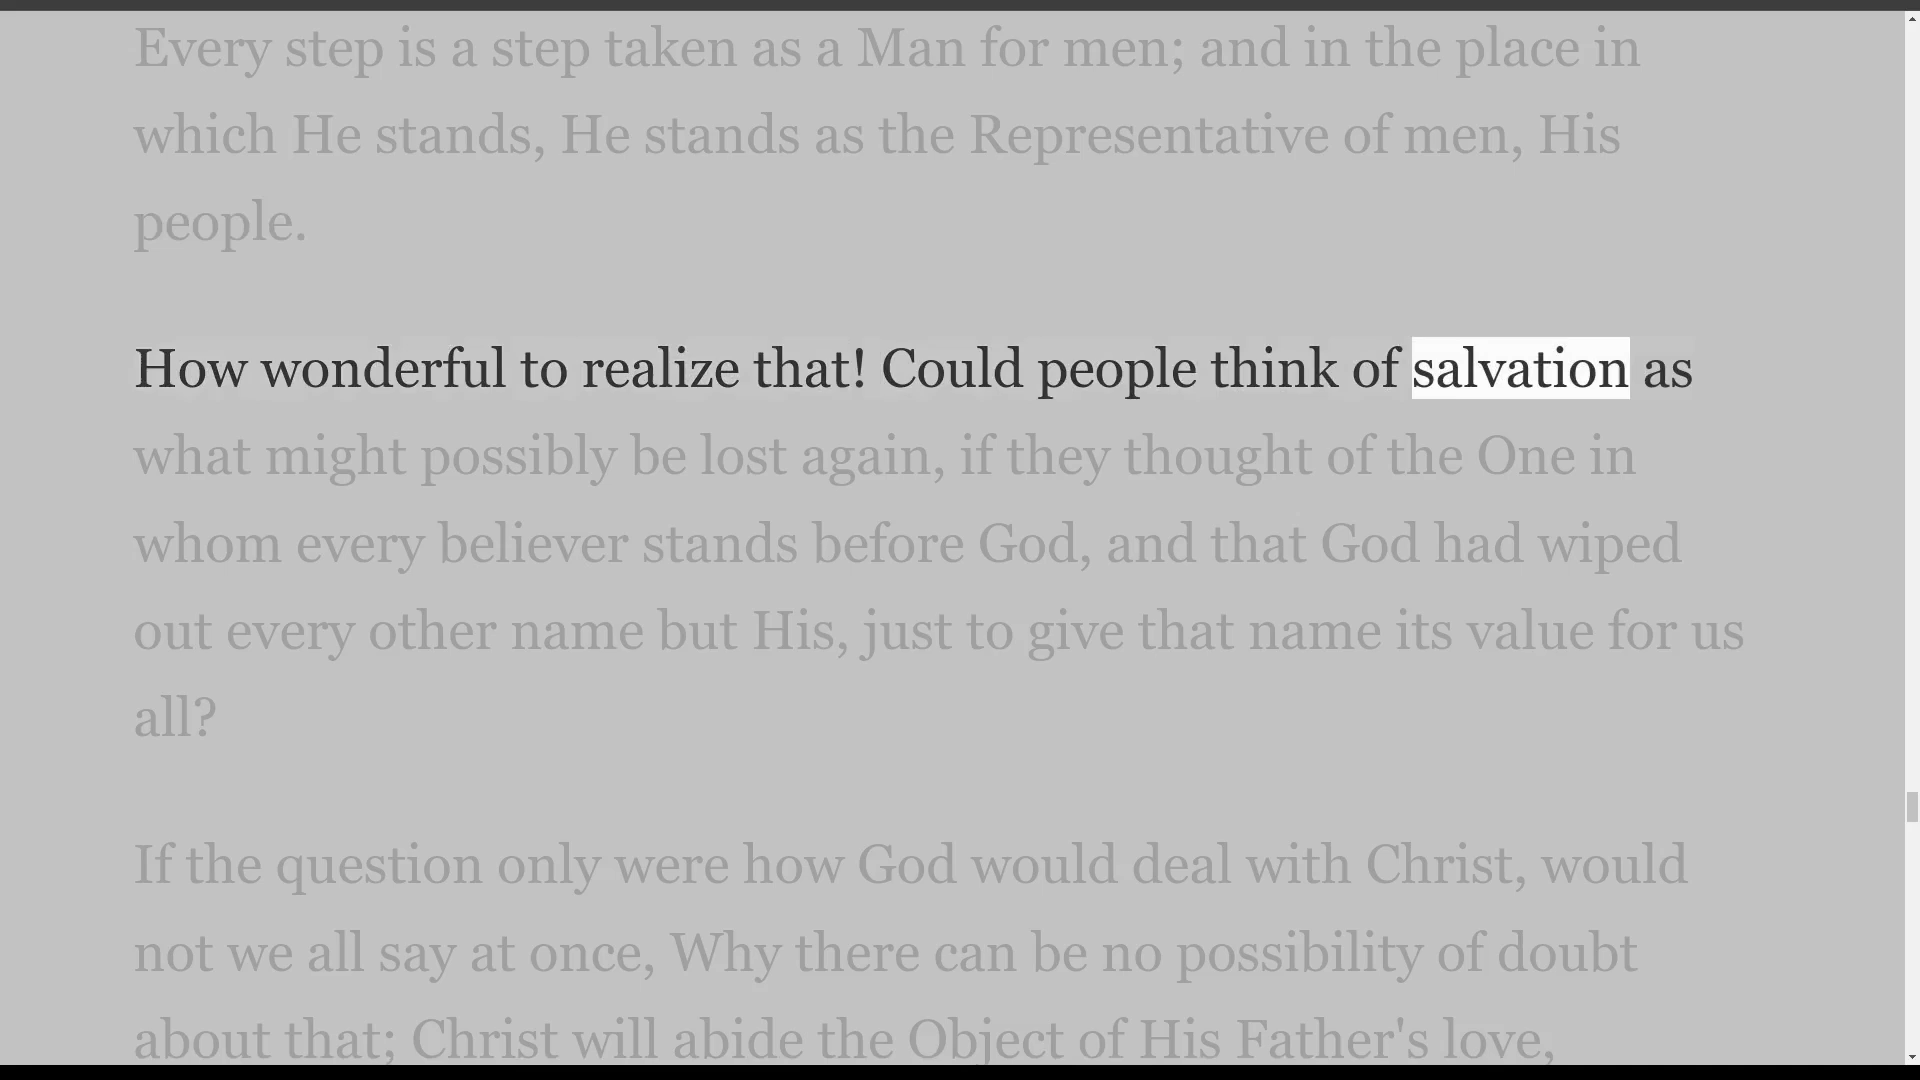 Every step is a step taken as a Man for men; and in the place in
which He stands, He stands as the Representative of men, His
people.
How wonderful to realize that! Could people think of salvation as
what might possibly be lost again, if they thought of the One in
whom every believer stands before God, and that God had wiped
out every other name but His, just to give that name its value for us
all?
If the question only were how God would deal with Christ, would
not we all say at once, Why there can be no possibility of doubt
about that; Christ will abide the Object of His Father's love,